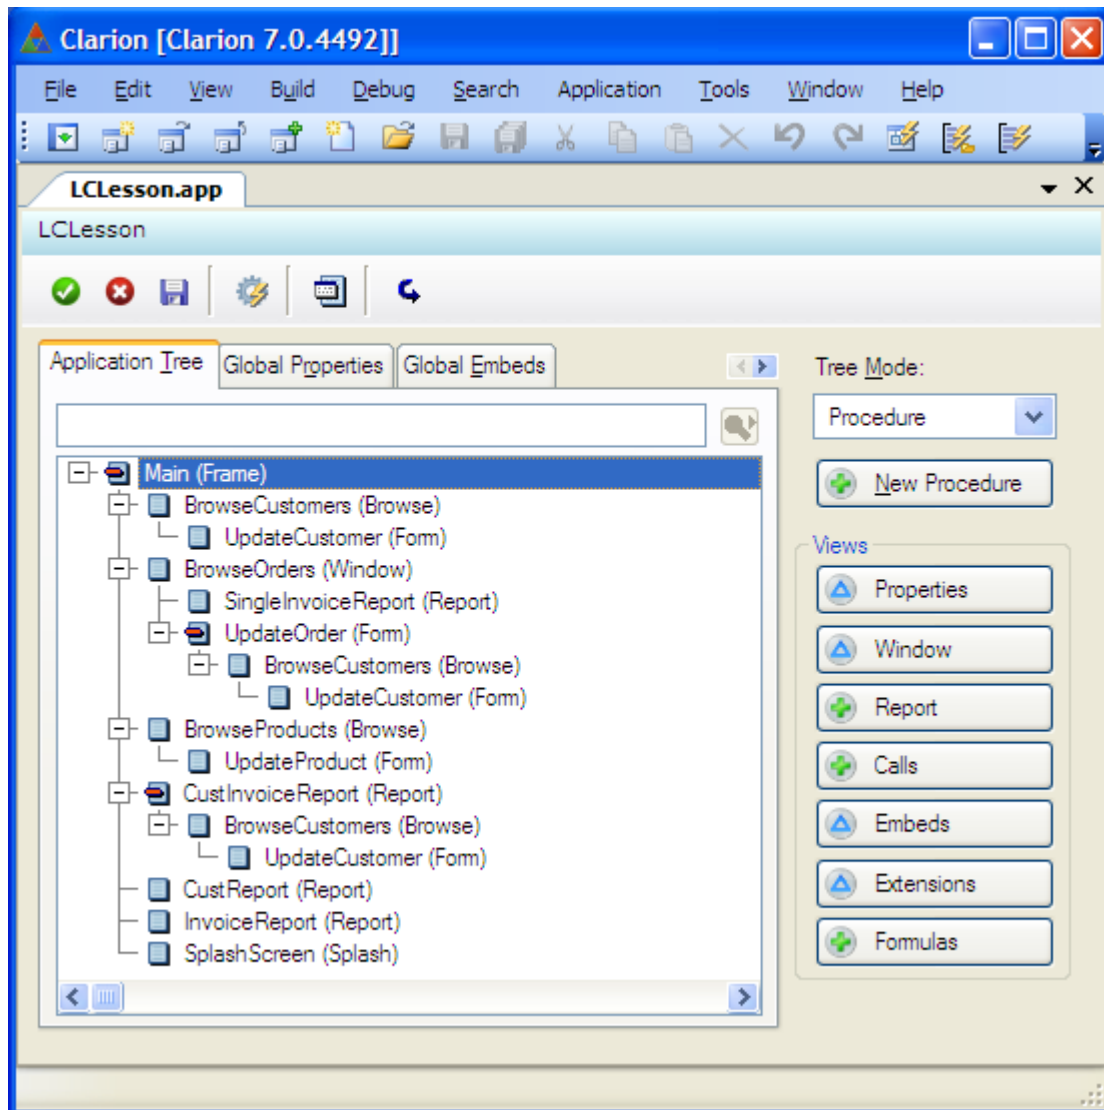 Clarion [Clarion 7.0.4492]]
File Edit View Build Debug Search Application Tools Window Help
LCLesson.app
LCLesson
Application Tree Global Properties Global Embeds
Tree Mode:
Procedure
New Procedure
Views
Properties
Window
Report
Calls
Embeds
Extensions
Formulas
Main (Frame)
BrowseCustomers (Browse)
UpdateCustomer (Form)
BrowseOrders (Window)
SingleInvoiceReport (Report)
UpdateOrder (Form)
BrowseCustomers (Browse)
UpdateCustomer (Form)
BrowseProducts (Browse)
UpdateProduct (Form)
CustInvoiceReport (Report)
BrowseCustomers (Browse)
UpdateCustomer (Form)
CustReport (Report)
InvoiceReport (Report)
SplashScreen (Splash)